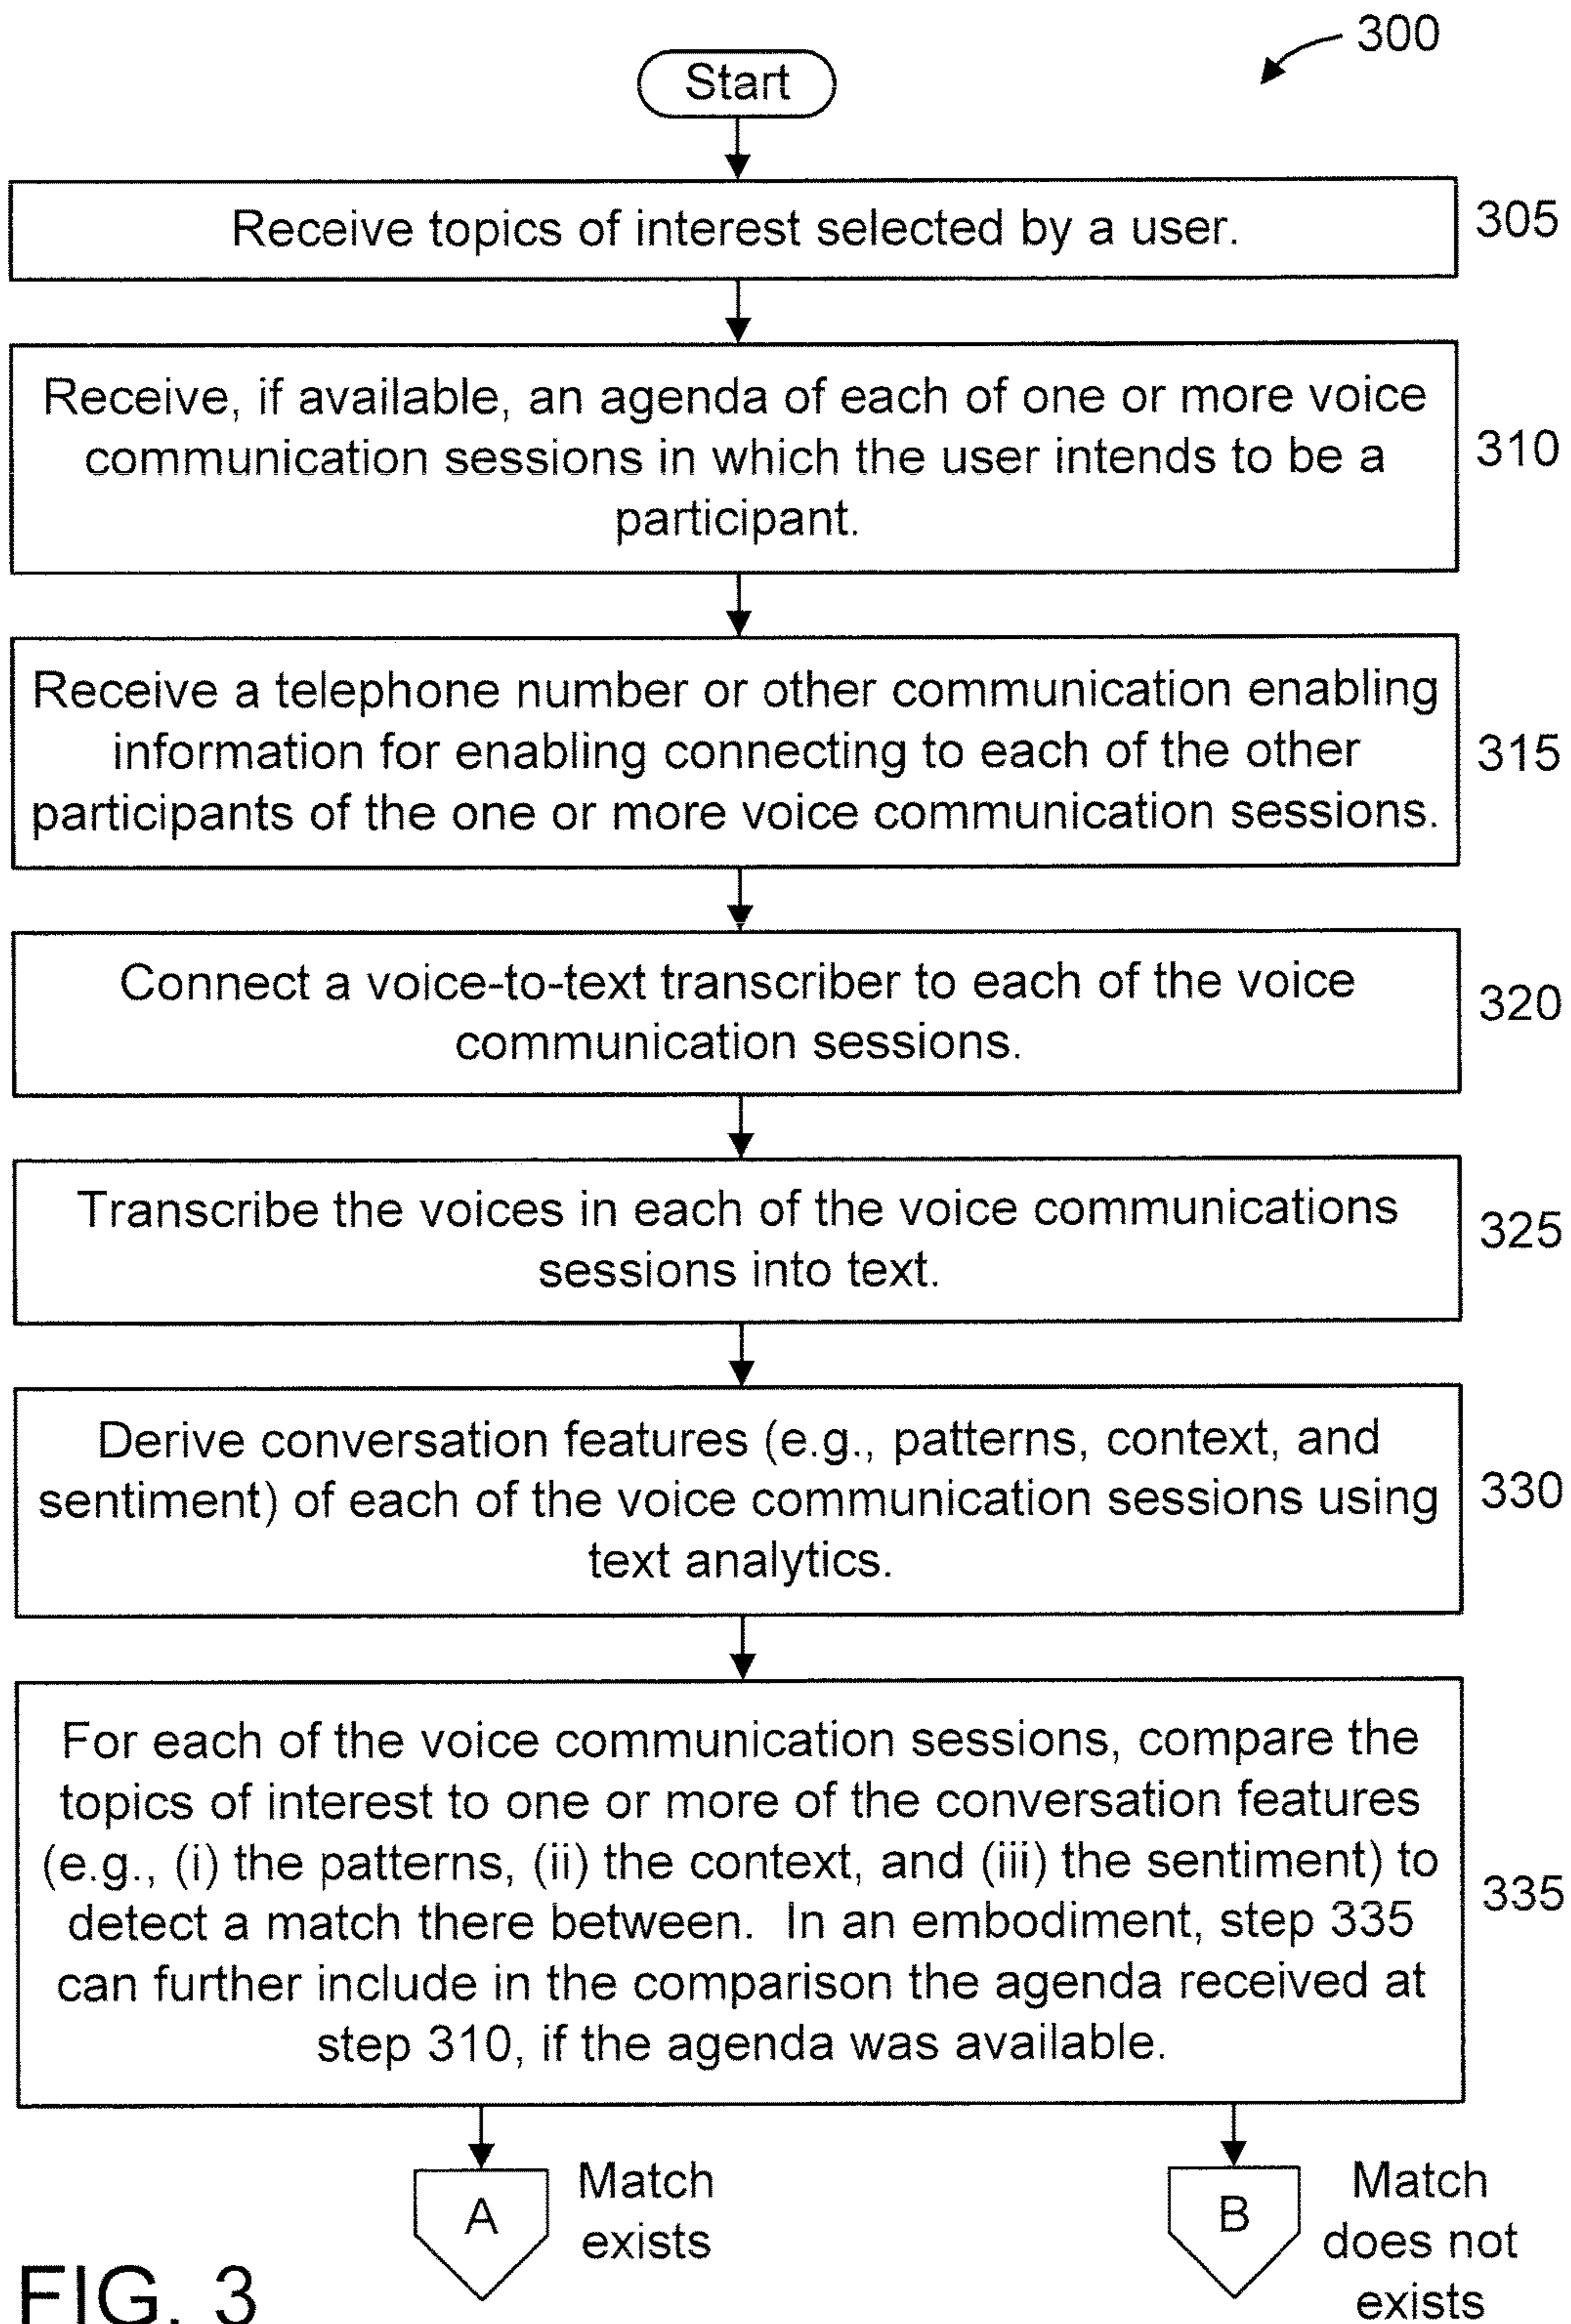 300
Start
Receive topics of interest selected by a user.
305
Receive, if available, an agenda of each of one or more voice
communication sessions in which the user intends to be a
participant.
310
Receive a telephone number or other communication enabling
information for enabling connecting to each of the other
participants of the one or more voice communication sessions.
315
Connect a voice-to-text transcriber to each of the voice
communication sessions.
320
Transcribe the voices in each of the voice communications
sessions into text.
325
Derive conversation features (e.g., patterns, context, and
sentiment) of each of the voice communication sessions using
text analytics.
330
For each of the voice communication sessions, compare the
topics of interest to one or more of the conversation features
(e.g., (i) the patterns, (ii) the context, and (iii) the sentiment) to
detect a match there between. In an embodiment, step 335
can further include in the comparison the agenda received at
step 310, if the agenda was available.
335
A
Match
exists
B
Match
does not
exists
FIG. 3